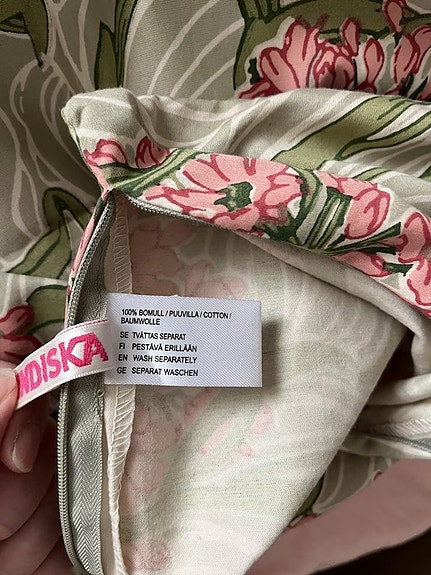 100% BOMULL / PUUVILLA / COTTON /
BAUMWOLLE
SE TVÄTTAS SEPARAT
FI PESTÄVÄ ERILLÄÄN
EN WASH SEPARATELY
GE SEPARAT WASCHEN
NDISKA